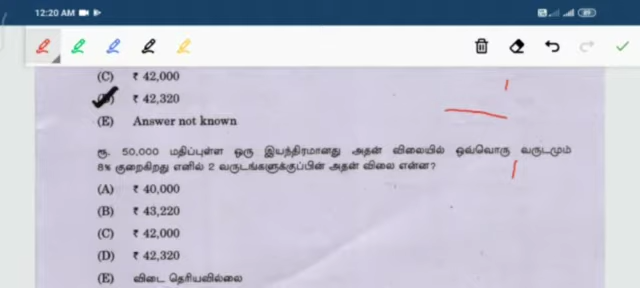 12:20 AM
(C) ₹ 42,000
₹ 42,320
(E) Answer not known
ரூ. 50,000 மதிப்புள்ள ஒரு இயந்திரமானது அதன் விலையில் ஒவ்வொரு வருடமும்
8% குறைகிறது எனில் 2 வருடங்களுக்குப்பின் அதன் விலை என்ன?
(A) ₹ 40,000
(B) ₹ 43,220
(C) ₹ 42,000
(D) ₹ 42,320
(E) விடை தெரியவில்லை